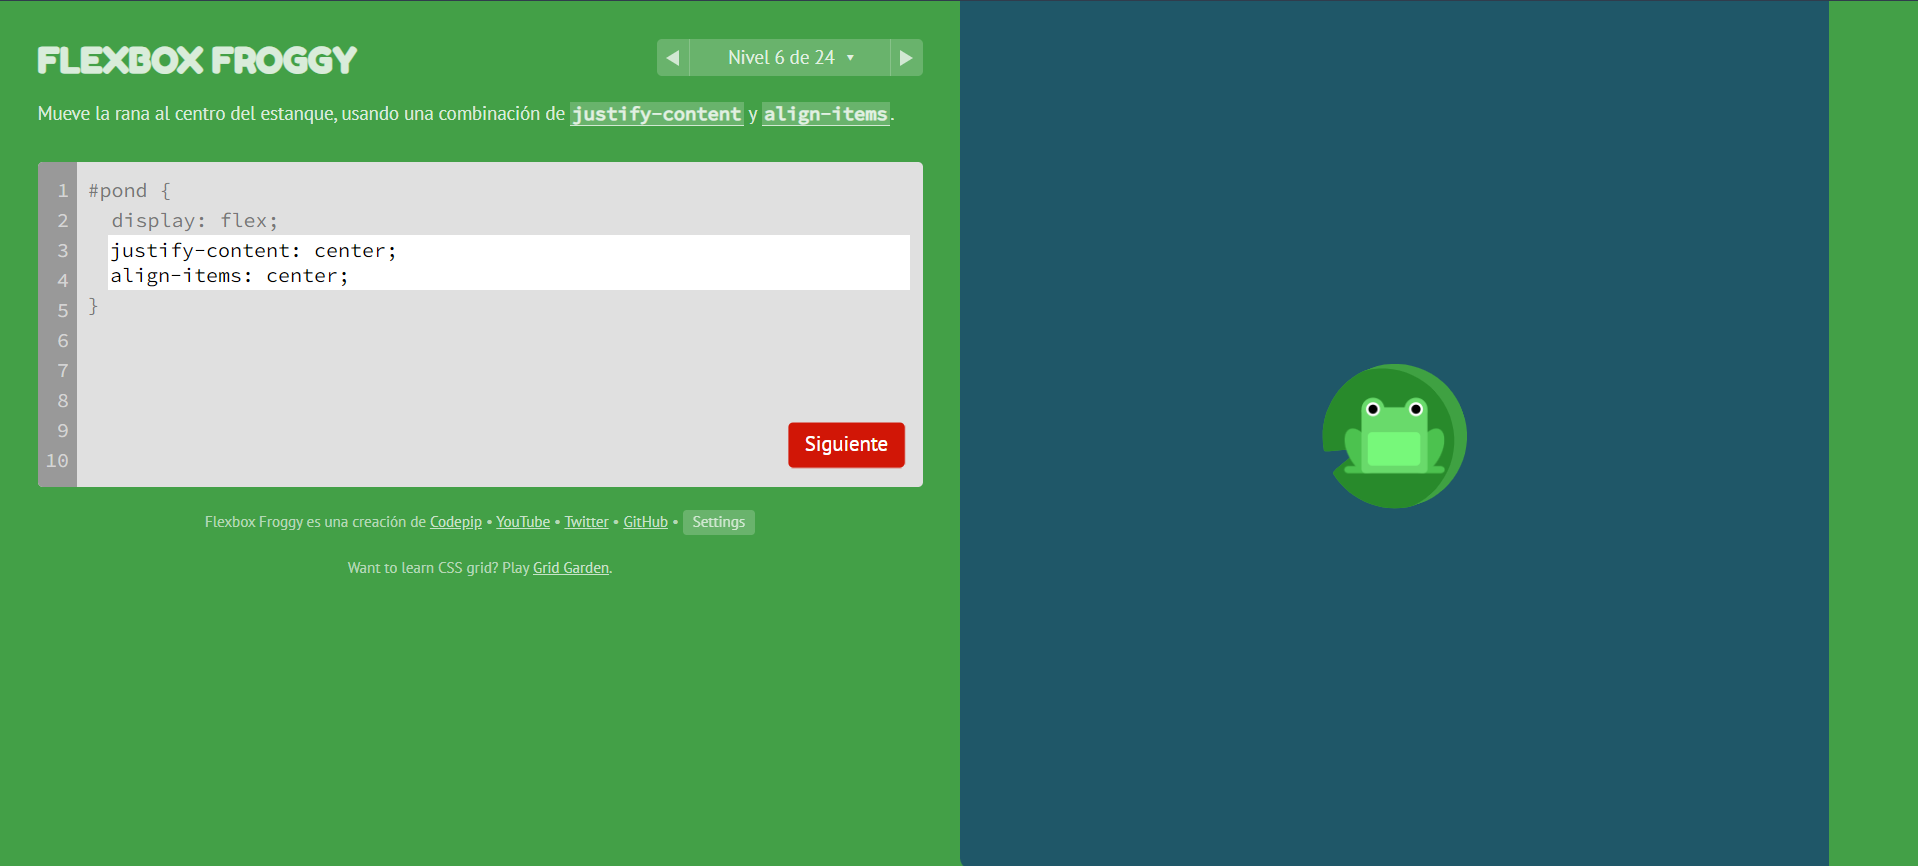 FLEXBOX FROGGY
Nivel 6 de 24
Mueve la rana al centro del estanque, usando una combinación de justify-content y align-items.
1 #pond {
2 display: flex;
3 justify-content: center;
4 align-items: center;
5 }
6
7
8
9
10
Siguiente
Flexbox Froggy es una creación de Codepip • YouTube • Twitter • GitHub • Settings
Want to learn CSS grid? Play Grid Garden.